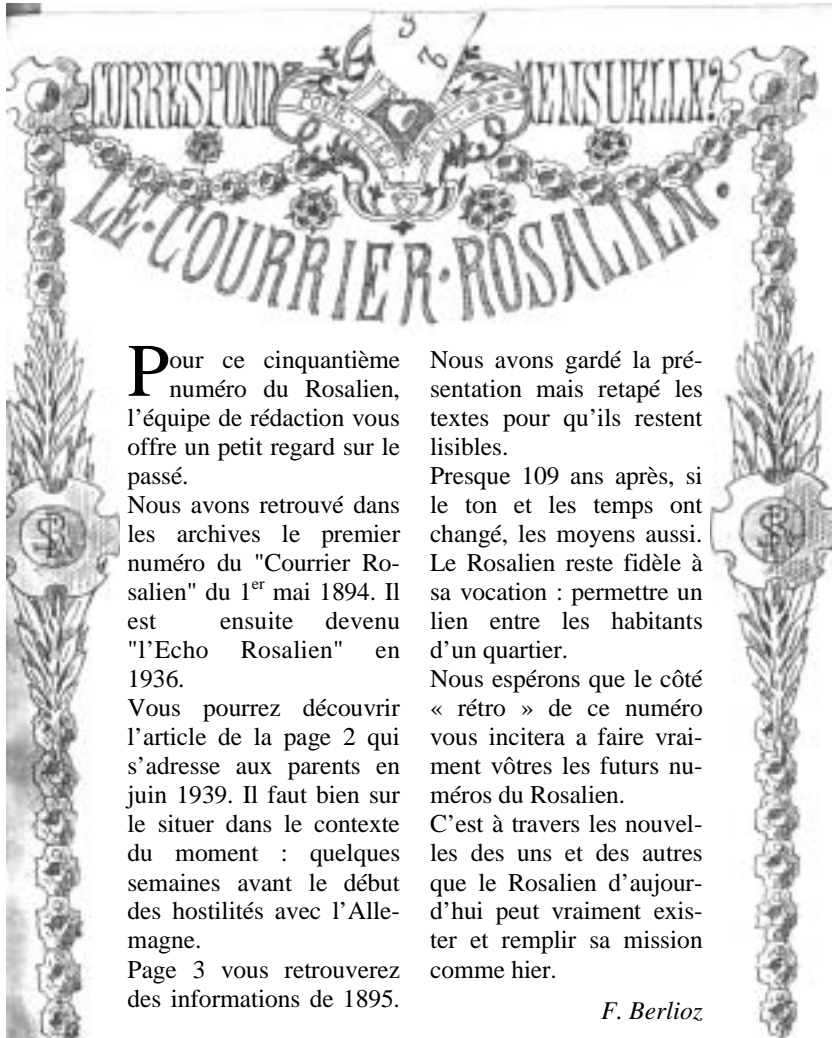 CORRESPOND MENSUELLE?
POUR DIEU
LE·COURRIER·ROSALIEN·
Pour ce cinquantième
numéro du Rosalien,
l'équipe de rédaction vous
offre un petit regard sur le
passé.
Nous avons retrouvé dans
les archives le premier
numéro du "Courrier Ro-
salien" du 1er mai 1894. Il
est ensuite devenu
"l'Echo Rosalien" en
1936.
Vous pourrez découvrir
l'article de la page 2 qui
s'adresse aux parents en
juin 1939. Il faut bien sur
le situer dans le contexte
du moment : quelques
semaines avant le début
des hostilités avec l'Alle-
magne.
Page 3 vous retrouverez
des informations de 1895.
Nous avons gardé la pré-
sentation mais retapé les
textes pour qu'ils restent
lisibles.
Presque 109 ans après, si
le ton et les temps ont
changé, les moyens aussi.
Le Rosalien reste fidèle à
sa vocation : permettre un
lien entre les habitants
d'un quartier.
Nous espérons que le côté
« rétro » de ce numéro
vous incitera a faire vrai-
ment vôtres les futurs nu-
méros du Rosalien.
C'est à travers les nouvel-
les des uns et des autres
que le Rosalien d'aujour-
d'hui peut vraiment exis-
ter et remplir sa mission
comme hier.
F. Berlioz